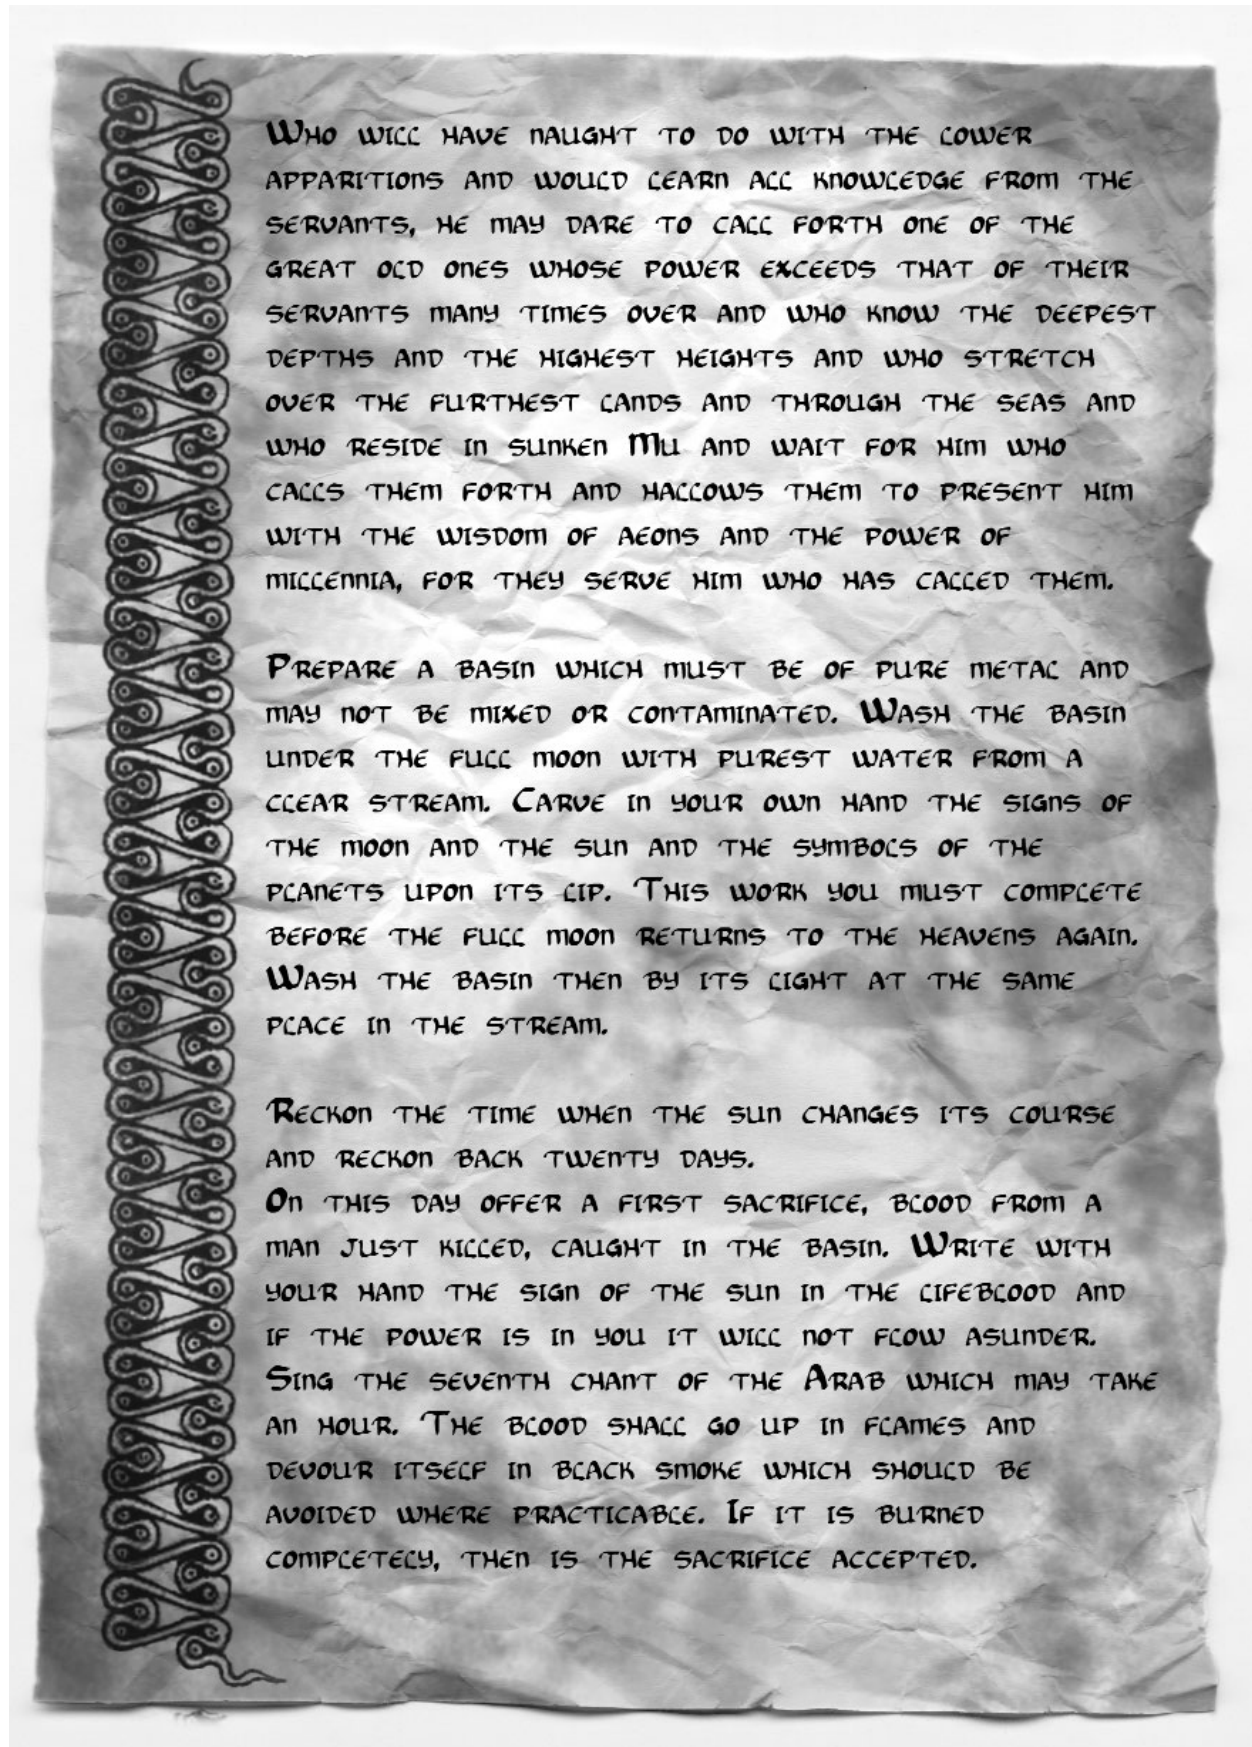 Who will have naught to do with the lower
apparitions and would learn all knowledge from the
servants, he may dare to call forth one of the
great old ones whose power exceeds that of their
servants many times over and who know the deepest
depths and the highest heights and who stretch
over the furthest lands and through the seas and
who reside in sunken Mu and wait for him who
calls them forth and hallows them to present him
with the wisdom of aeons and the power of
millennia, for they serve him who has called them.
Prepare a basin which must be of pure metal and
may not be mixed or contaminated. Wash the basin
under the full moon with purest water from a
clear stream. Carve in your own hand the signs of
the moon and the sun and the symbols of the
planets upon its lip. This work you must complete
before the full moon returns to the heavens again.
Wash the basin then by its light at the same
place in the stream.
Reckon the time when the sun changes its course
and reckon back twenty days.
On this day offer a first sacrifice, blood from a
man just killed, caught in the basin. Write with
your hand the sign of the sun in the lifeblood and
if the power is in you it will not flow asunder.
Sing the seventh chant of the Arab which may take
an hour. The blood shall go up in flames and
devour itself in black smoke which should be
avoided where practicable. If it is burned
completely, then is the sacrifice accepted.